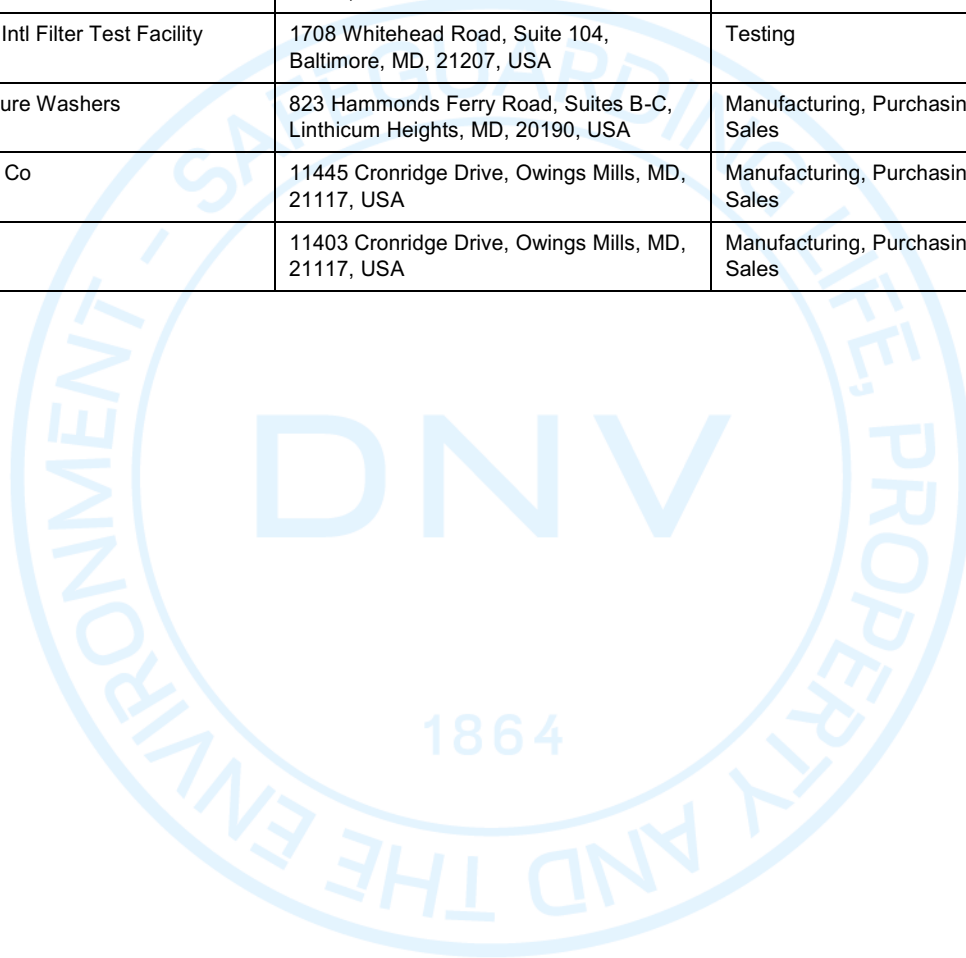 Intl Filter Test Facility
1708 Whitehead Road, Suite 104,
Baltimore, MD, 21207, USA
Testing
ure Washers
823 Hammonds Ferry Road, Suites B-C,
Linthicum Heights, MD, 20190, USA
Manufacturing, Purchasin
Sales
Co
11445 Cronridge Drive, Owings Mills, MD,
21117, USA
Manufacturing, Purchasin
Sales
11403 Cronridge Drive, Owings Mills, MD,
21117, USA
Manufacturing, Purchasin
Sales
SAFEGUARDING LIFE, PROPERTY AND THE ENVIRONMENT -
DNV
1864